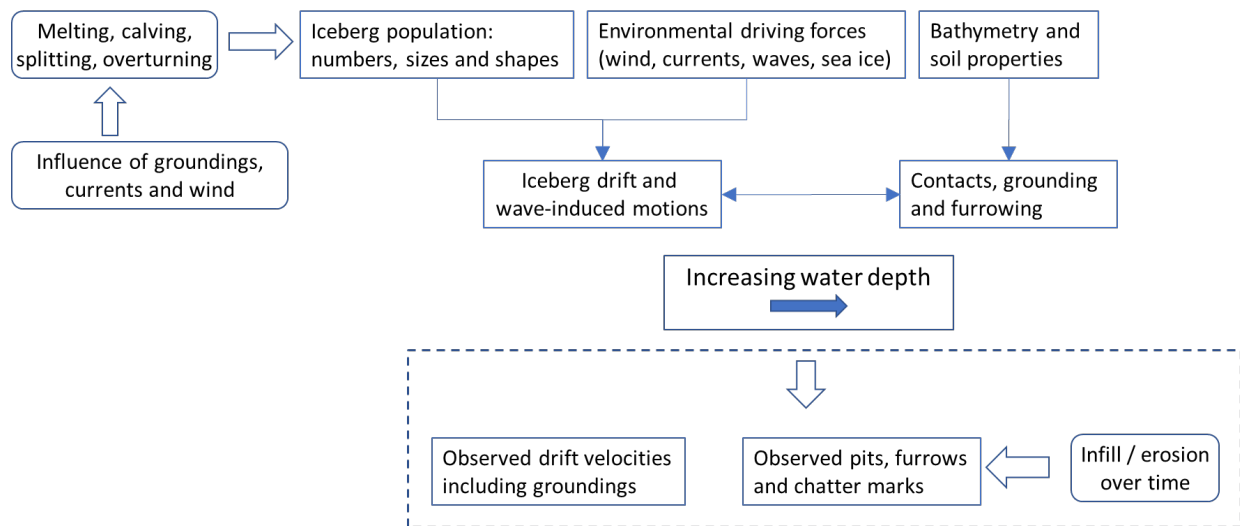 Melting, calving,
splitting, overturning
Iceberg population:
numbers, sizes and shapes
Environmental driving forces
(wind, currents, waves, sea ice)
Bathymetry and
soil properties
Influence of groundings,
currents and wind
Iceberg drift and
wave-induced motions
Contacts, grounding
and furrowing
Increasing water depth
Observed drift velocities
including groundings
Observed pits, furrows
and chatter marks
Infill / erosion
over time